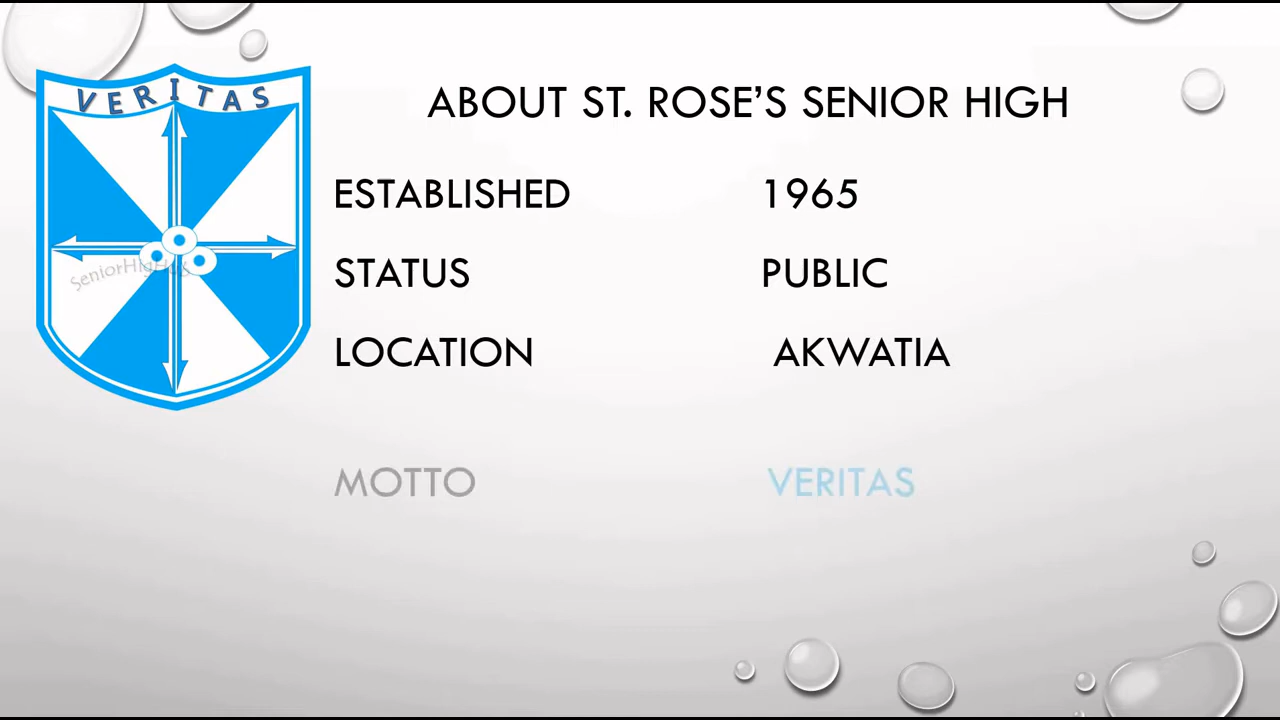 VERITAS
ABOUT ST. ROSE'S SENIOR HIGH
ESTABLISHED 1965
STATUS PUBLIC
LOCATION AKWATIA
MOTTO VERITAS